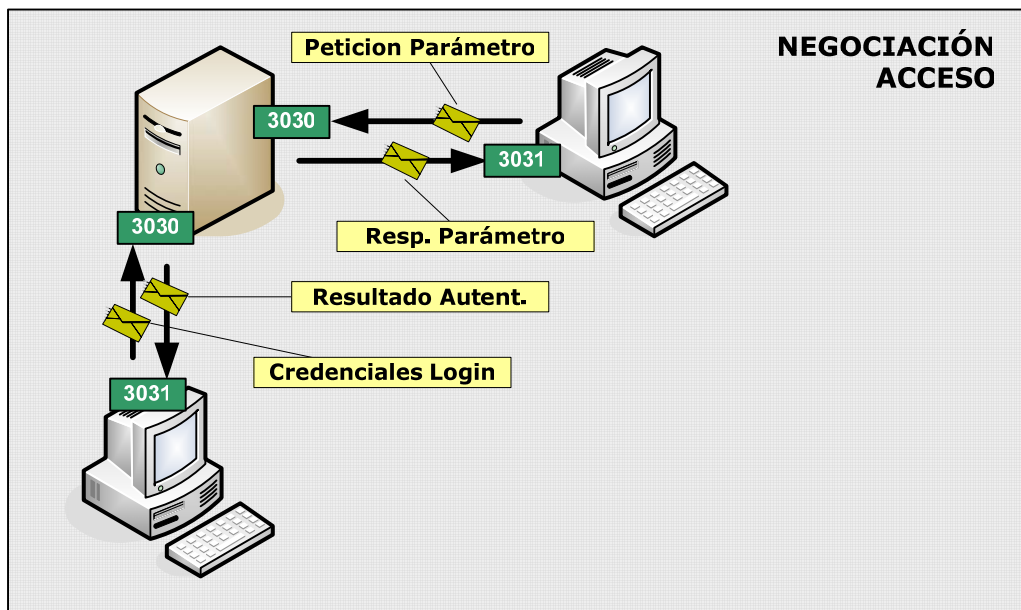 NEGOCIACIÓN
ACCESO
Peticion Parámetro
3030
3031
Resp. Parámetro
3030
Resultado Autent.
Credenciales Login
3031